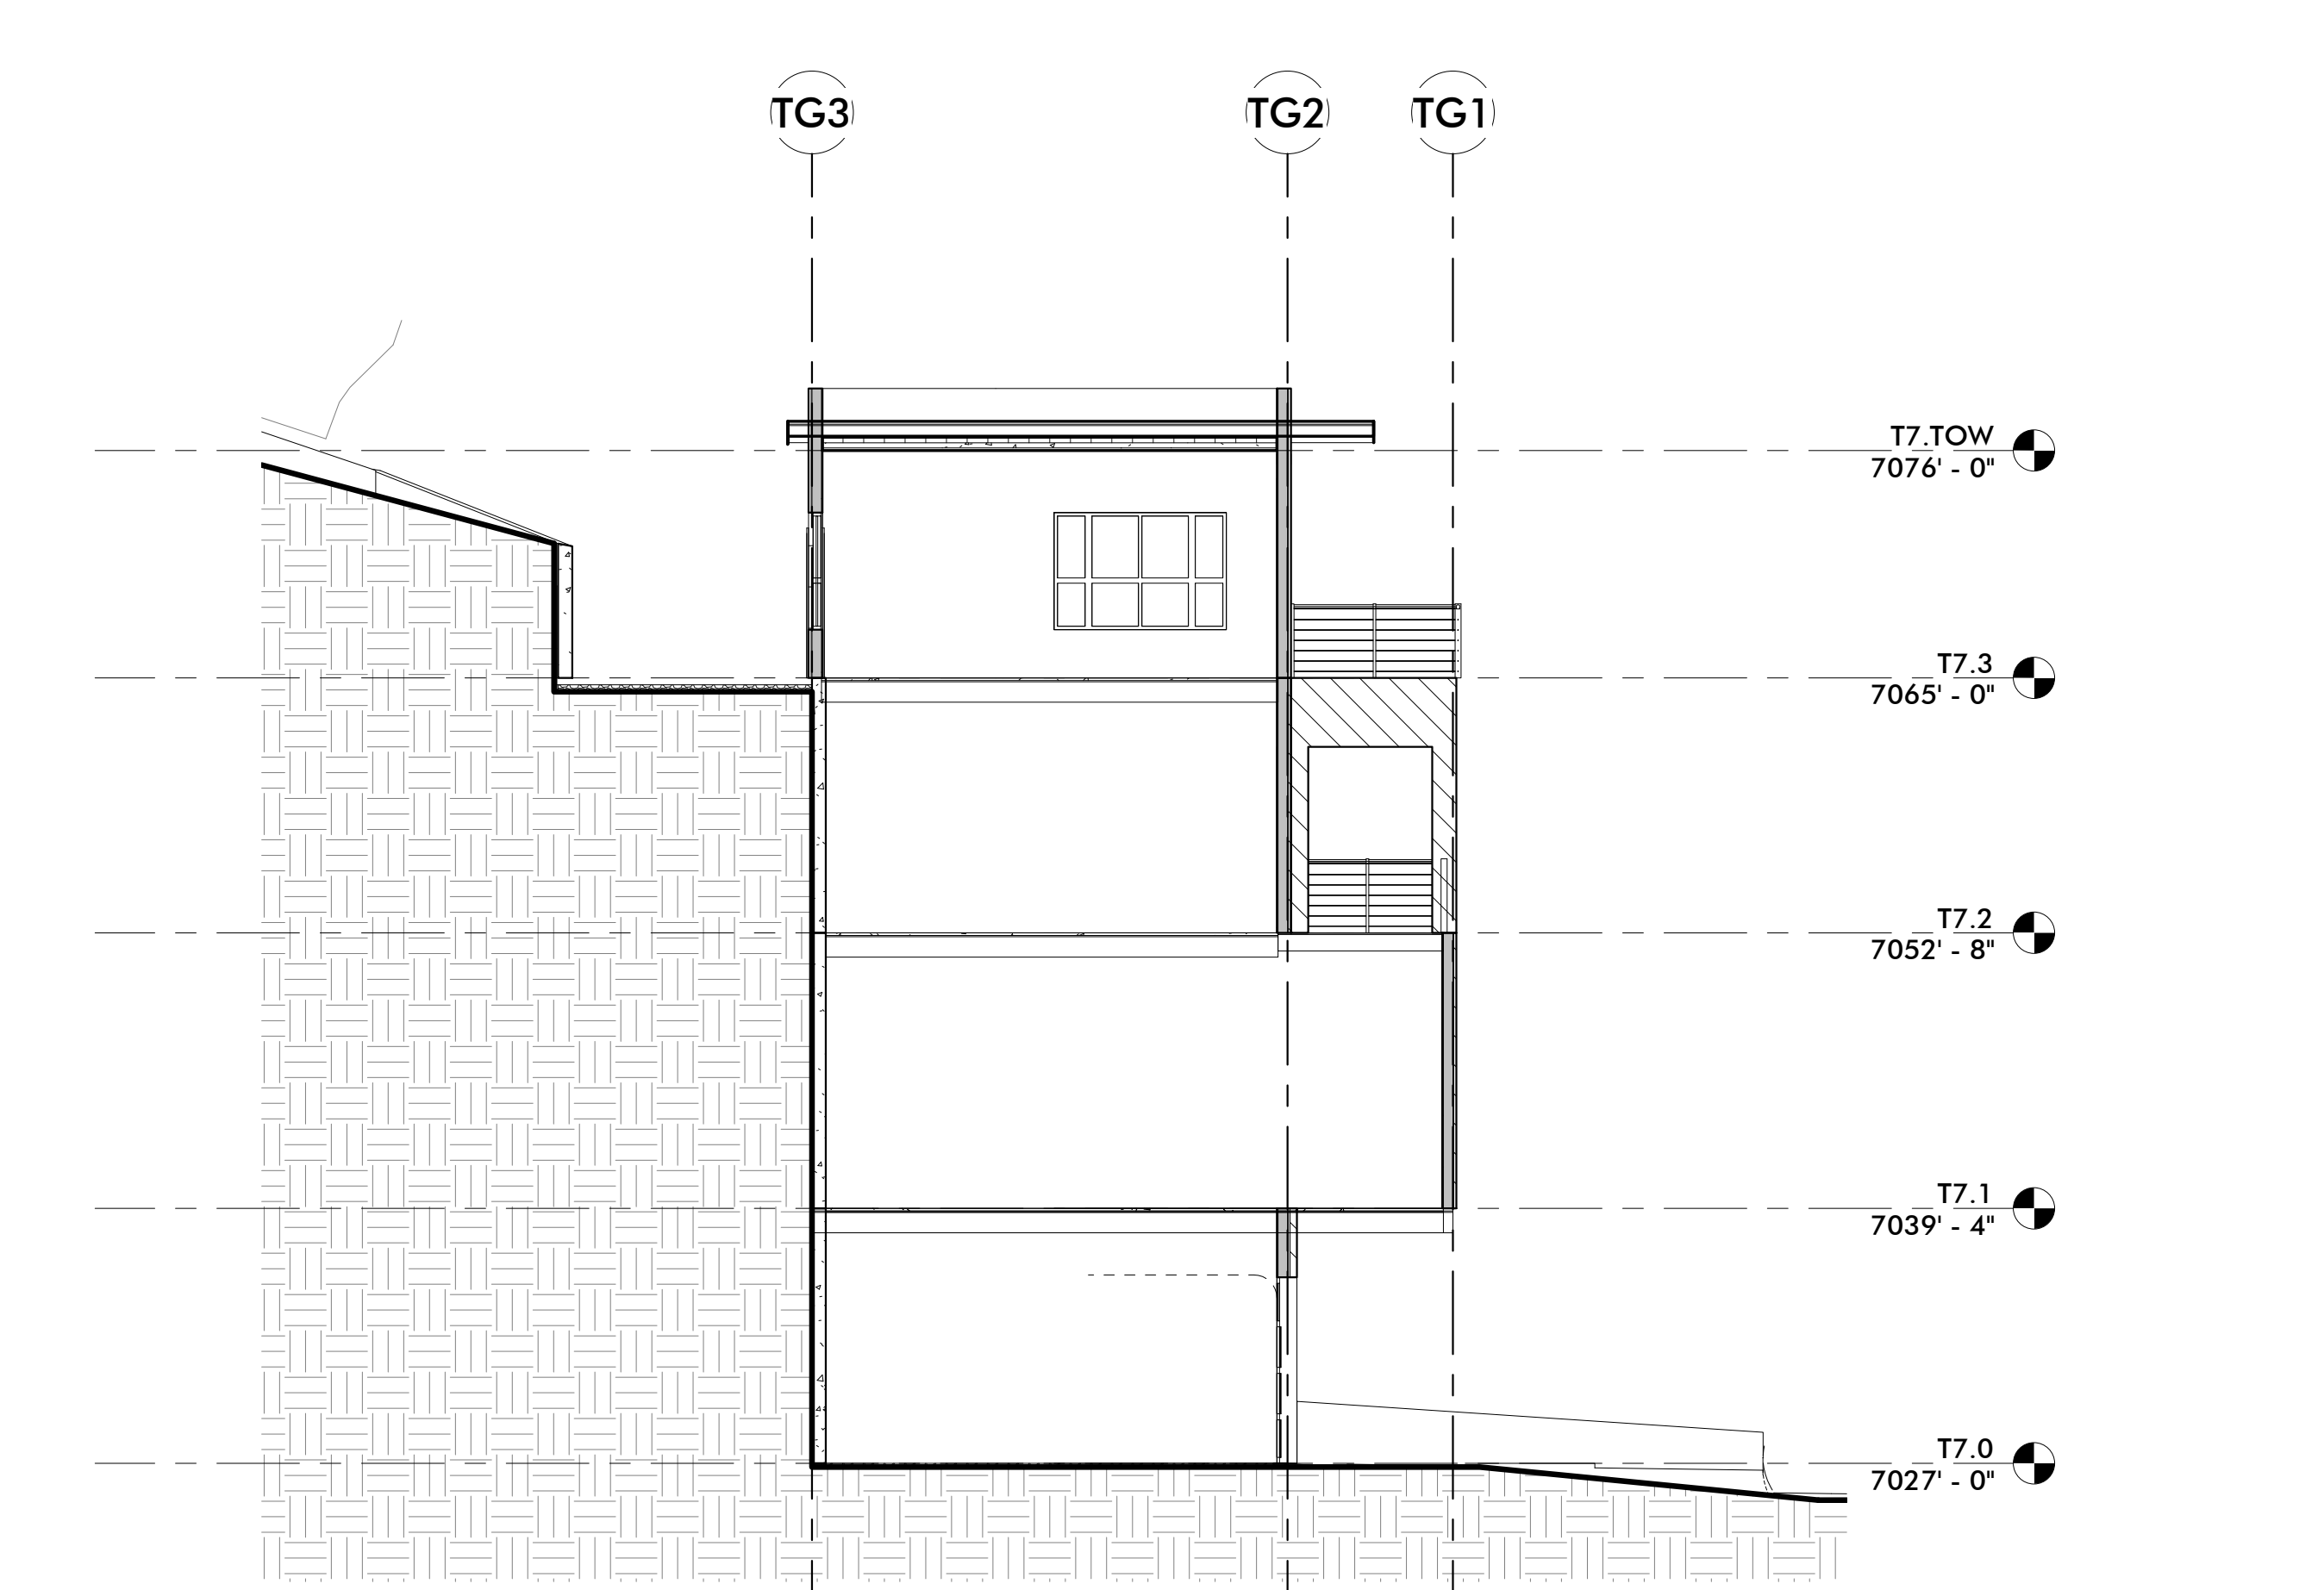 TG3
TG2
TG1
T7.TOW
7076' - 0"
T7.3
7065' - 0"
T7.2
7052' - 8"
T7.1
7039' - 4"
T7.0
7027' - 0"